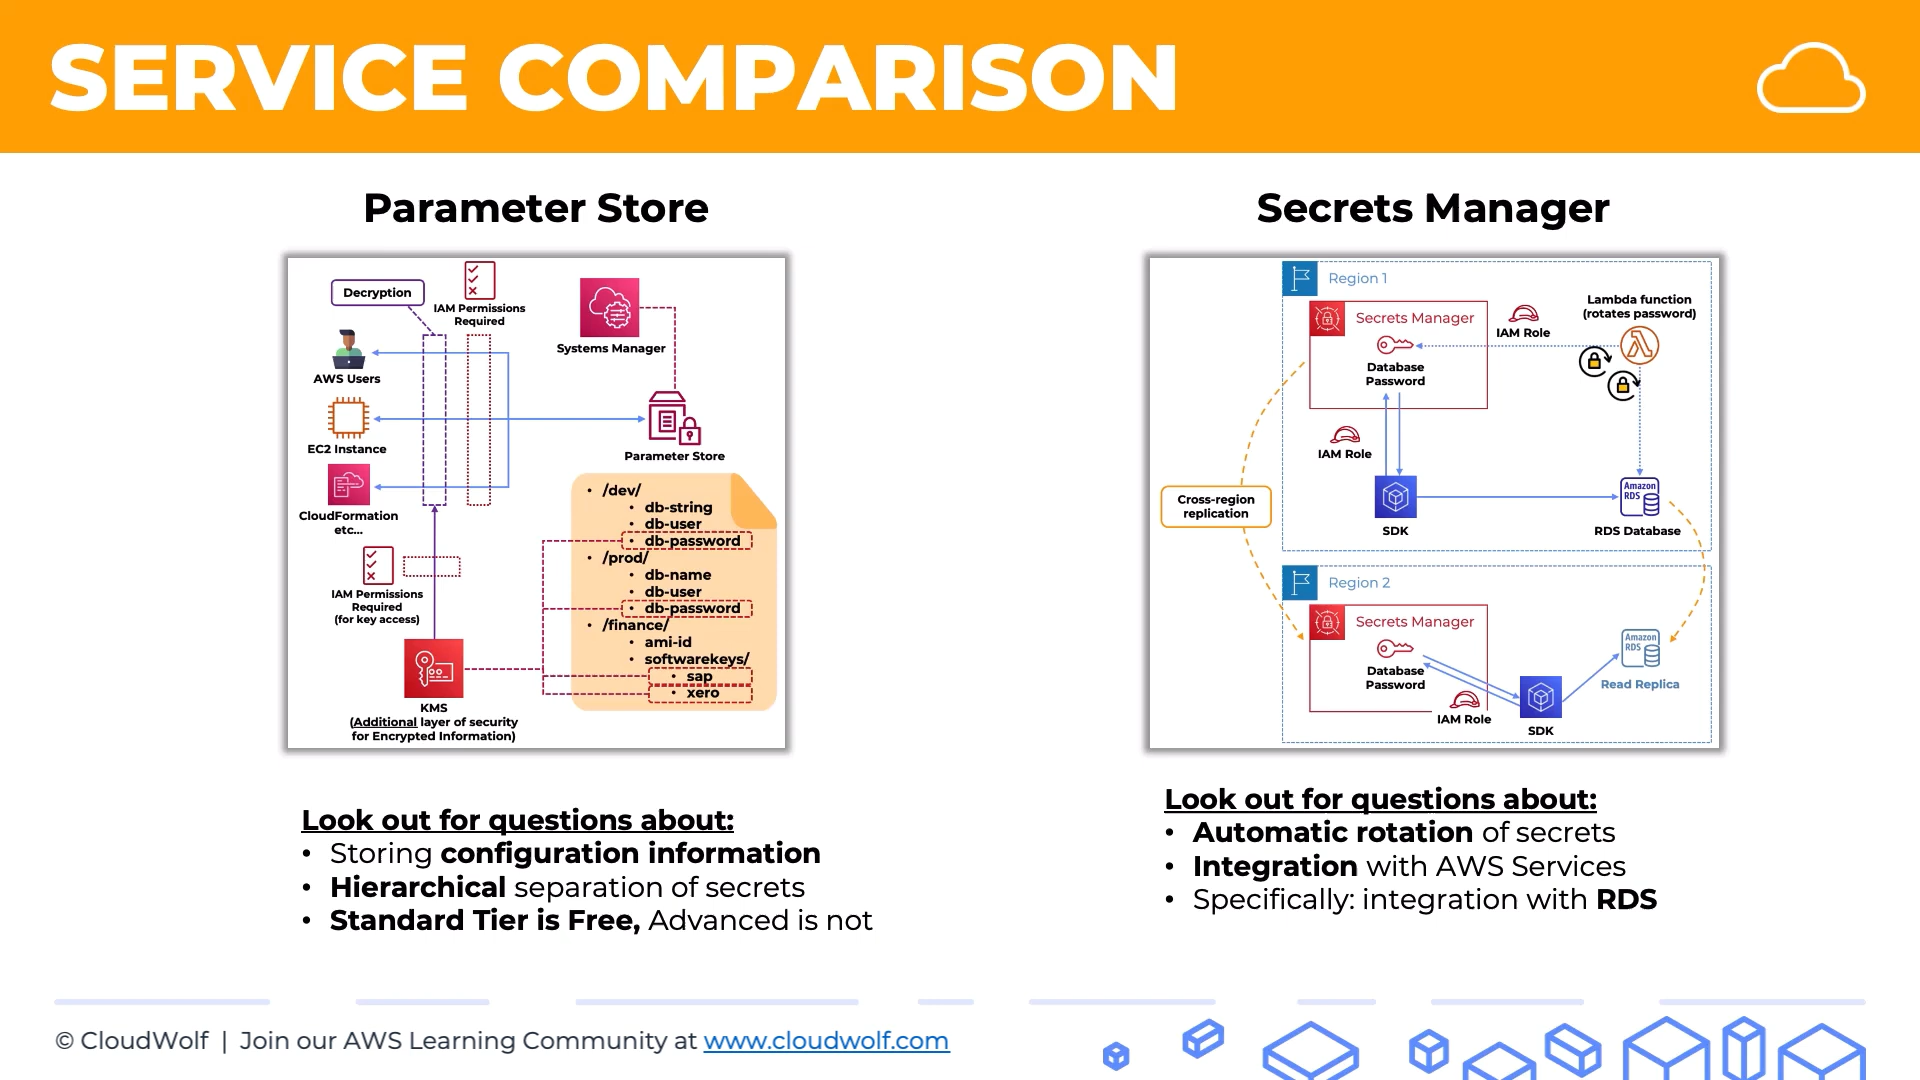 SERVICE COMPARISON
Parameter Store
Decryption
IAM Permissions
Required
Systems Manager
AWS Users
EC2 Instance
Parameter Store
CloudFormation
etc...
• /dev/
• db-string
• db-user
• db-password
• /prod/
• db-name
• db-user
• db-password
• /finance/
• ami-id
• softwarekeys/
• sap
• xero
IAM Permissions
Required
(for key access)
KMS
(Additional layer of security
for Encrypted Information)
Look out for questions about:
• Storing configuration information
• Hierarchical separation of secrets
• Standard Tier is Free, Advanced is not
Secrets Manager
Region 1
Secrets Manager
Database
Password
IAM Role
Lambda function
(rotates password)
IAM Role
Cross-region
replication
SDK
Amazon
RDS
RDS Database
Region 2
Secrets Manager
Database
Password
IAM Role
SDK
Amazon
RDS
Read Replica
Look out for questions about:
• Automatic rotation of secrets
• Integration with AWS Services
• Specifically: integration with RDS
© CloudWolf | Join our AWS Learning Community at www.cloudwolf.com